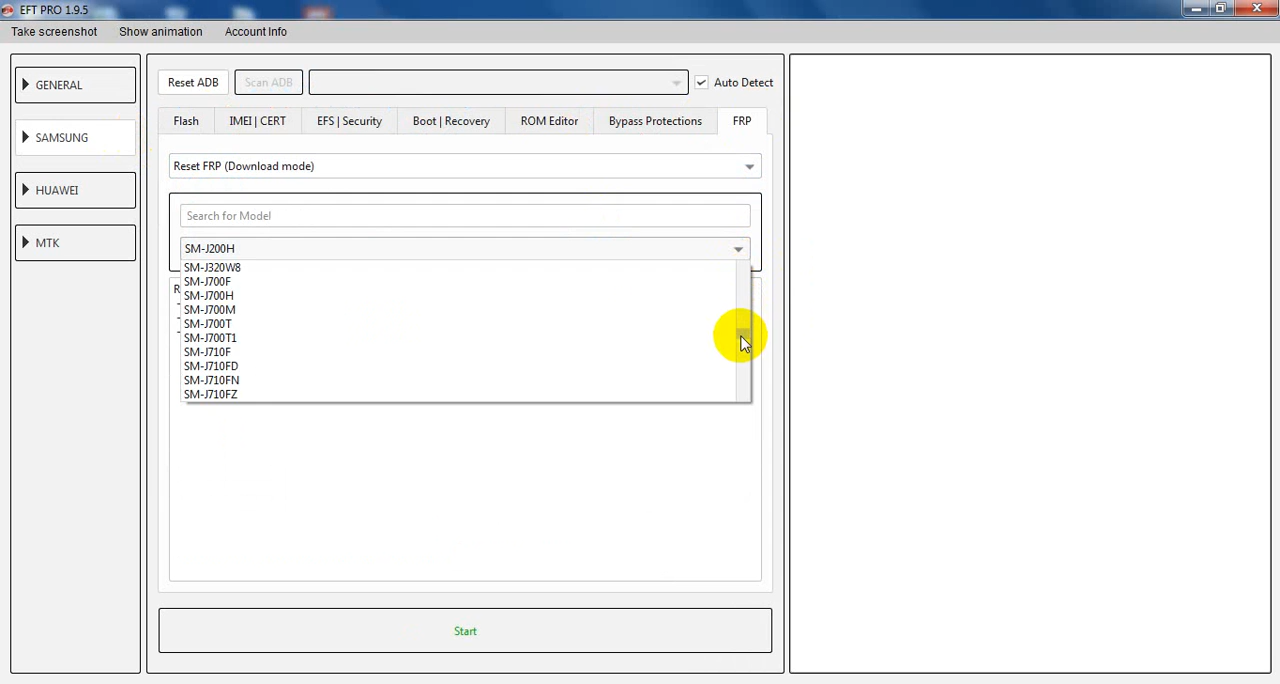 EFT PRO 1.9.5
Take screenshot Show animation Account Info
GENERAL
SAMSUNG
HUAWEI
MTK
Reset ADB Scan ADB Auto Detect
Flash IMEI | CERT EFS | Security Boot | Recovery ROM Editor Bypass Protections FRP
Reset FRP (Download mode)
Search for Model
SM-J200H
SM-J320W8
SM-J700F
SM-J700H
SM-J700M
SM-J700T
SM-J700T1
SM-J710F
SM-J710FD
SM-J710FN
SM-J710FZ
Start